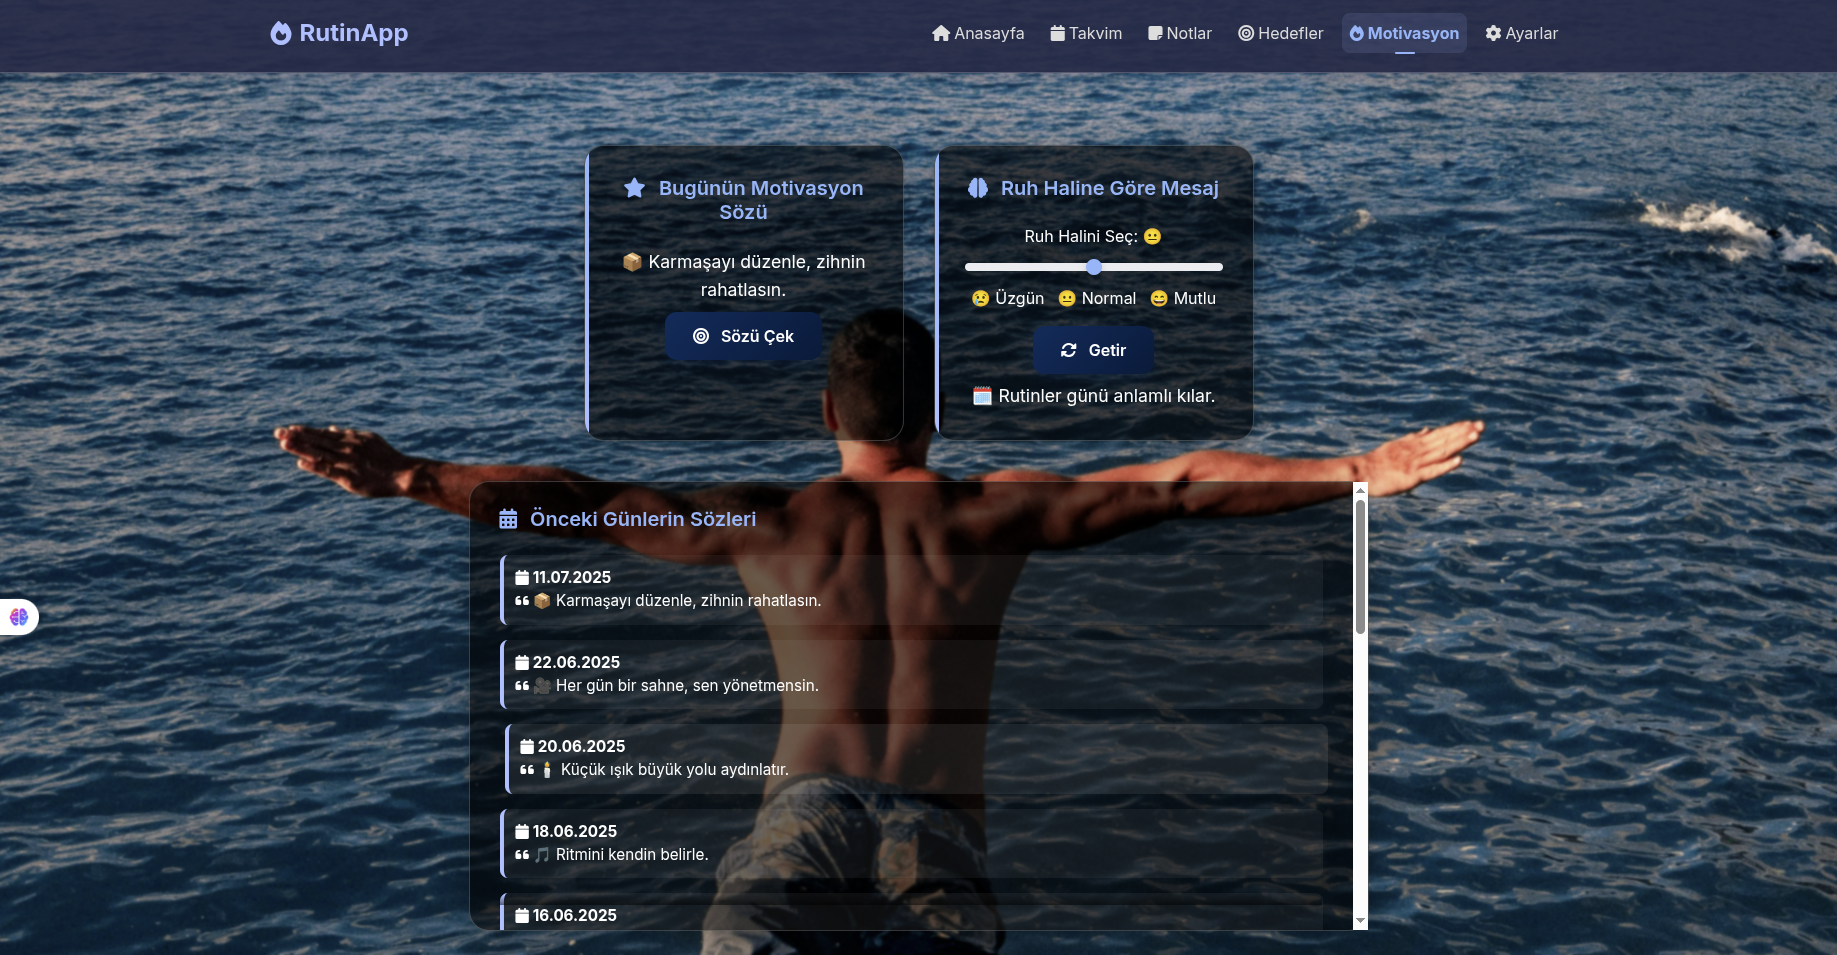 RutinApp
Anasayfa
Takvim
Notlar
Hedefler
Motivasyon
Ayarlar
Bugünün Motivasyon
Sözü
📦 Karmaşayı düzenle, zihnin
rahatlasın.
Sözü Çek
Ruh Haline Göre Mesaj
Ruh Halini Seç: 😐
😢 Üzgün 😐 Normal 😄 Mutlu
Getir
🗓️ Rutinler günü anlamlı kılar.
Önceki Günlerin Sözleri
11.07.2025
📦 Karmaşayı düzenle, zihnin rahatlasın.
22.06.2025
🎥 Her gün bir sahne, sen yönetmensin.
20.06.2025
🕯️ Küçük ışık büyük yolu aydınlatır.
18.06.2025
🎵 Ritmini kendin belirle.
16.06.2025